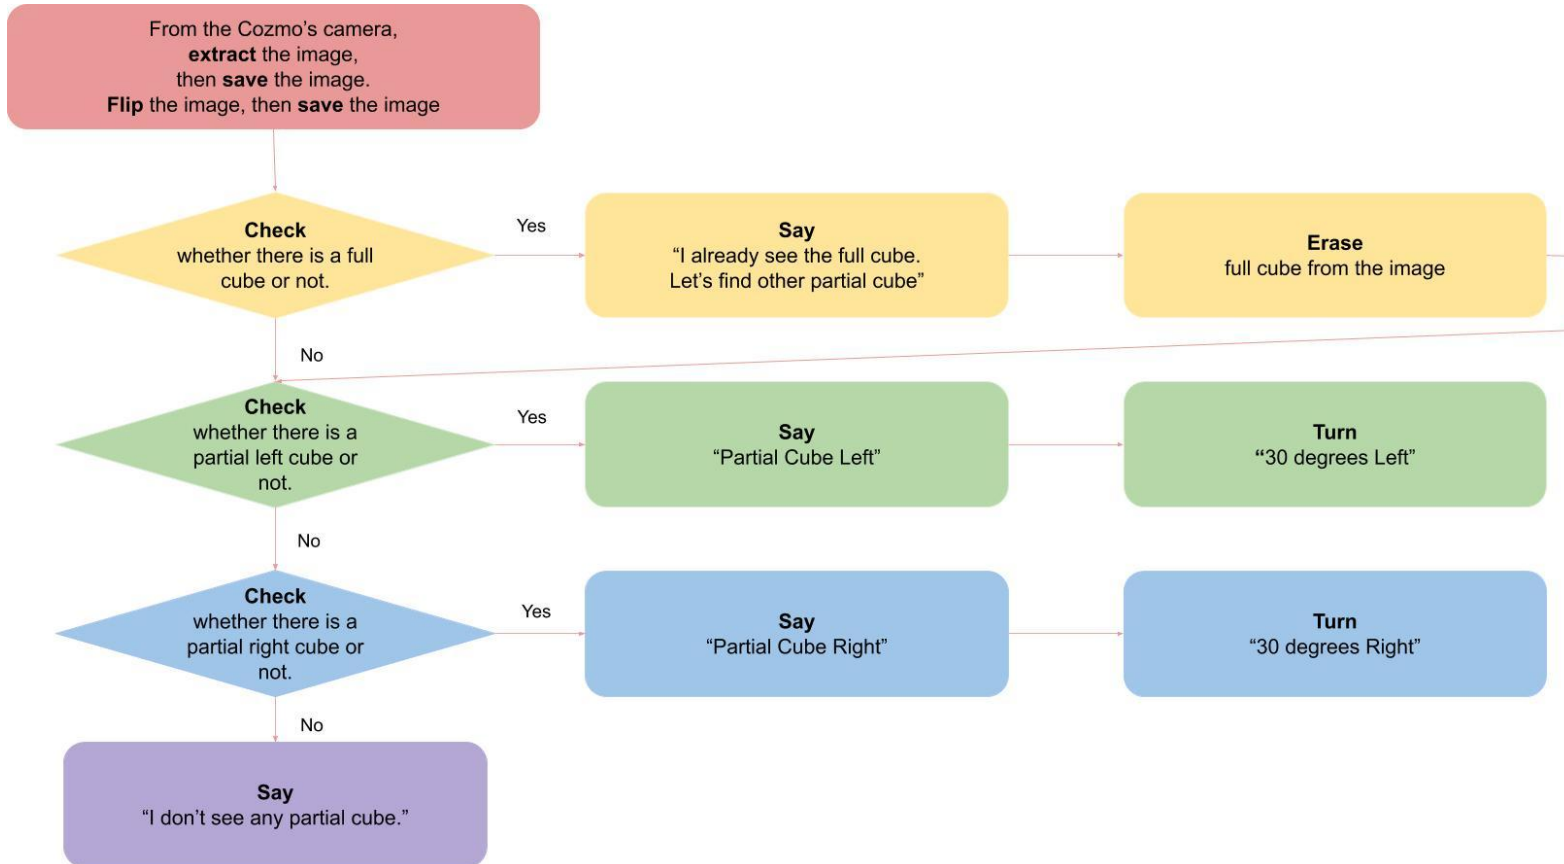 From the Cozmo’s camera,
extract the image,
then save the image.
Flip the image, then save the image
Check
whether there is a full
cube or not.
Yes
Say
“I already see the full cube.
Let’s find other partial cube”
Erase
full cube from the image
No
Check
whether there is a
partial left cube or
not.
Yes
Say
“Partial Cube Left”
Turn
“30 degrees Left”
No
Check
whether there is a
partial right cube or
not.
Yes
Say
“Partial Cube Right”
Turn
“30 degrees Right”
No
Say
“I don’t see any partial cube.”